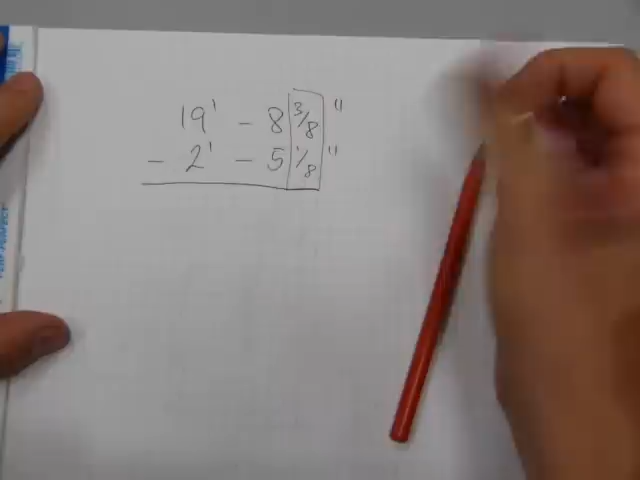 19' - 8 3/8"
- 2' - 5 1/8"